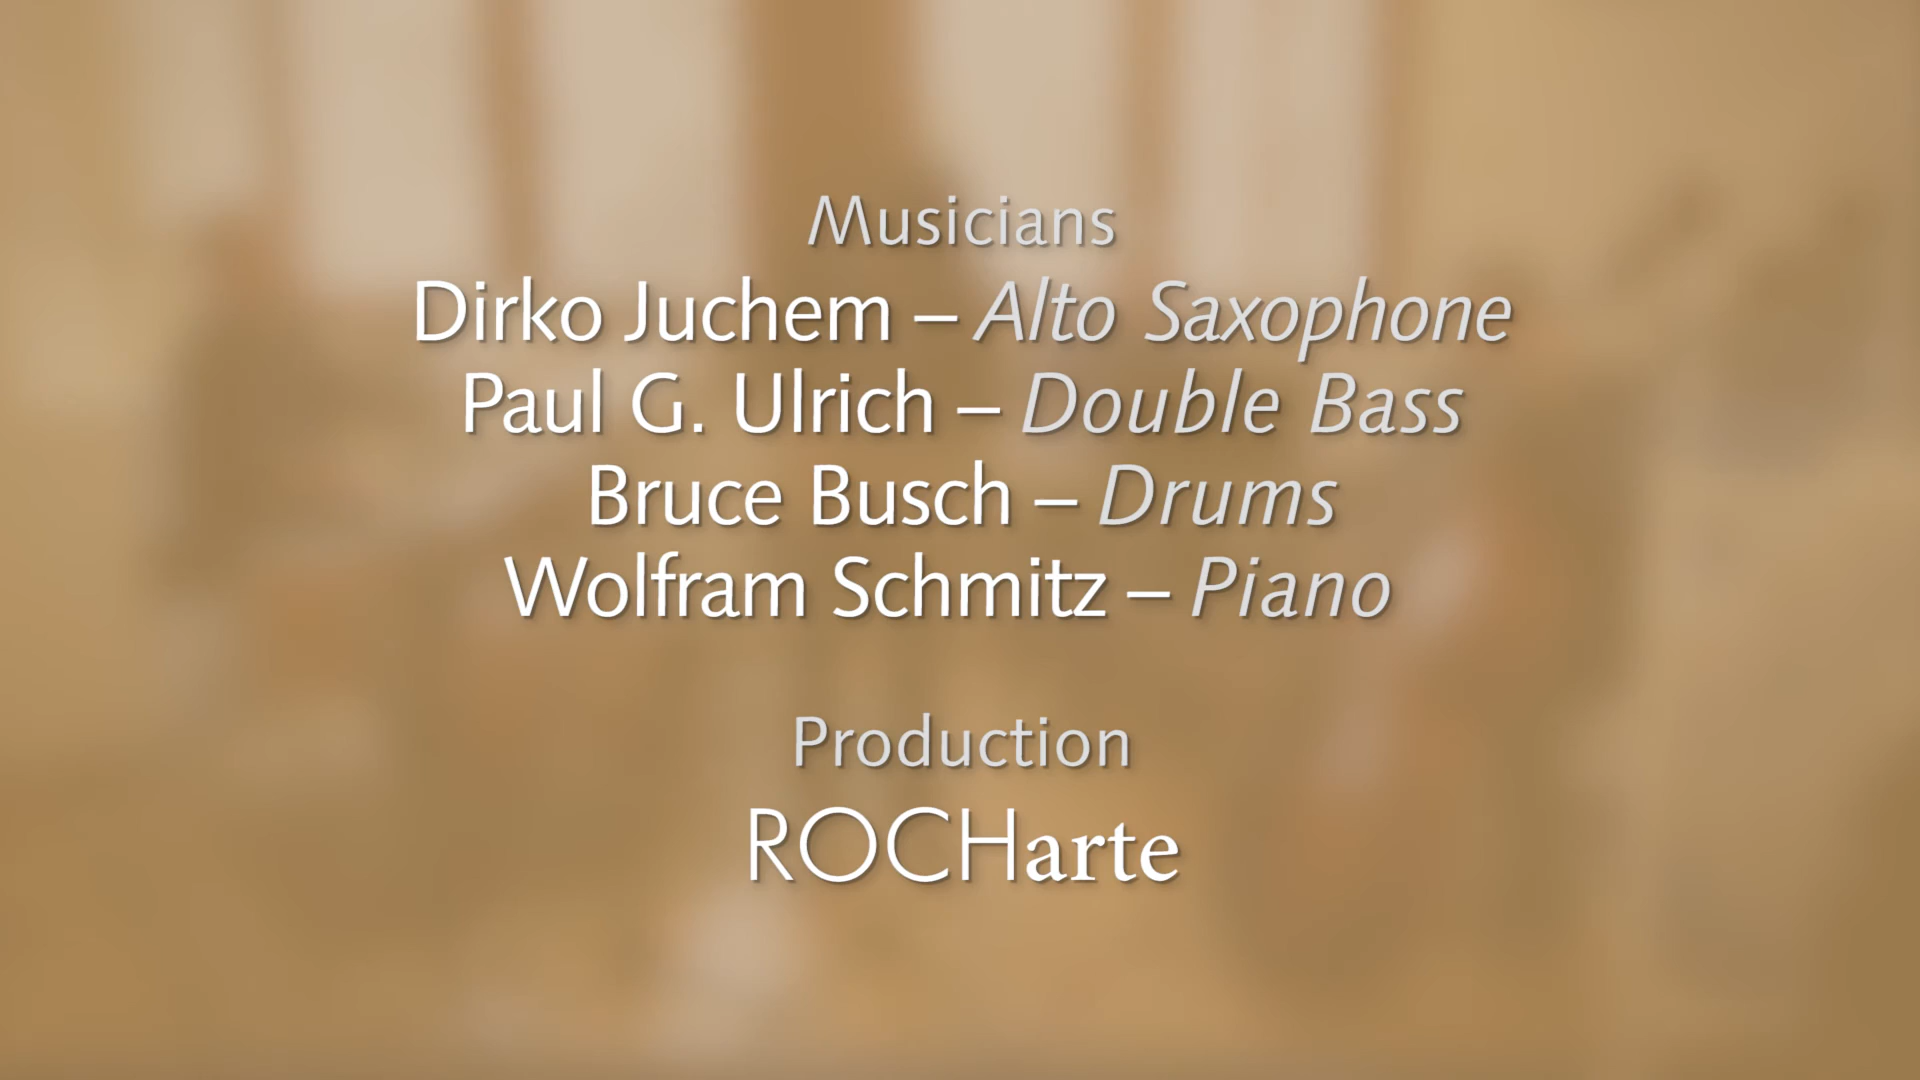 Musicians
Dirko Juchem – Alto Saxophone
Paul G. Ulrich – Double Bass
Bruce Busch – Drums
Wolfram Schmitz – Piano
Production
ROCHarte